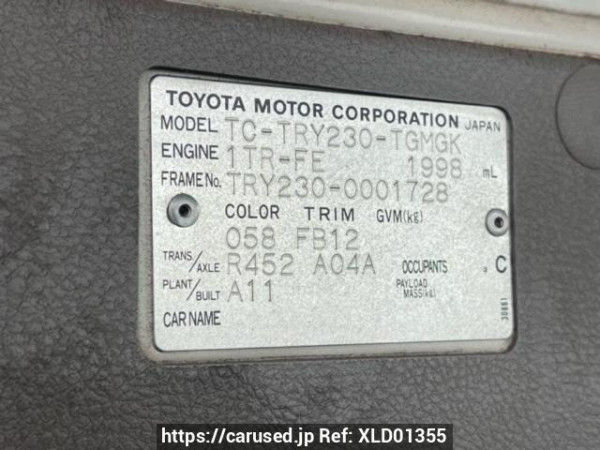 TOYOTA MOTOR CORPORATION JAPAN
MODEL TC-TRY230-TGMGK
ENGINE 1TR-FE 1998 mL
FRAME No. TRY230-0001728
COLOR TRIM GVM(kg)
058 FB12
TRANS/AXLE R452 A04A OCCUPANTS
PLANT/BUILT A11 PAYLOAD MASS(kg) . C
CAR NAME
30881
https://carused.jp Ref: XLD01355